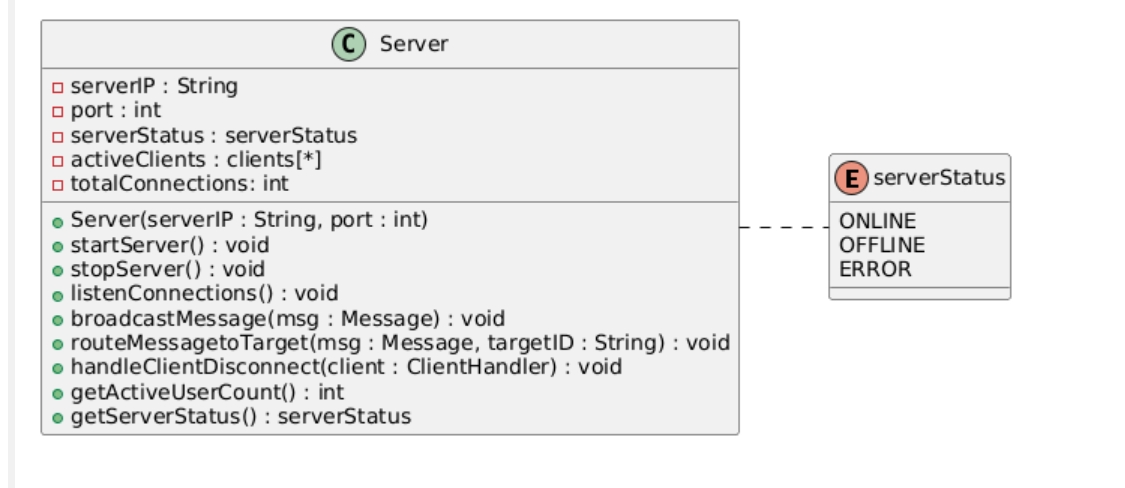 C Server
serverIP : String
port : int
serverStatus : serverStatus
activeClients : clients[*]
totalConnections: int
Server(serverIP : String, port : int)
startServer() : void
stopServer() : void
listenConnections() : void
broadcastMessage(msg : Message) : void
routeMessagetoTarget(msg : Message, targetID : String) : void
handleClientDisconnect(client : ClientHandler) : void
getActiveUserCount() : int
getServerStatus() : serverStatus
E serverStatus
ONLINE
OFFLINE
ERROR